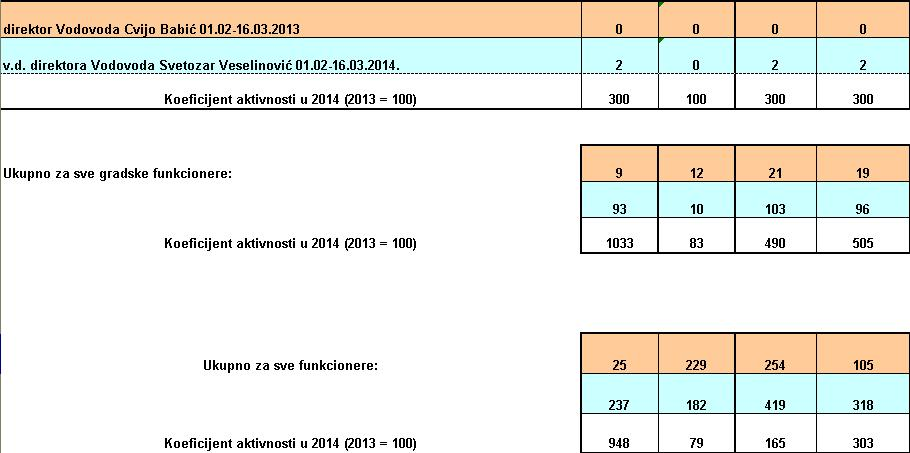 direktor Vodovoda Cvijo Babić 01.02-16.03.2013 0 0 0 0
v.d. direktora Vodovoda Svetozar Veselinović 01.02-16.03.2014. 2 0 2 2
Koeficijent aktivnosti u 2014 (2013 = 100) 300 100 300 300
Ukupno za sve gradske funkcionere: 9 12 21 19
93 10 103 96
Koeficijent aktivnosti u 2014 (2013 = 100) 1033 83 490 505
Ukupno za sve funkcionere: 25 229 254 105
237 182 419 318
Koeficijent aktivnosti u 2014 (2013 = 100) 948 79 165 303